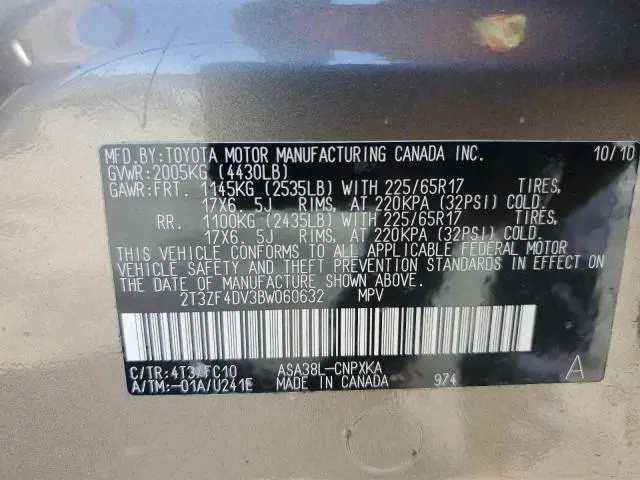 MFD.BY:TOYOTA MOTOR MANUFACTURING CANADA INC. 10/10
GVWR:2005KG (4430LB)
GAWR:FRT. 1145KG (2535LB) WITH 225/65R17 TIRES,
17X6. 5J RIMS, AT 220KPA (32PSI) COLD.
RR. 1100KG (2435LB) WITH 225/65R17 TIRES,
17X6. 5J RIMS, AT 220KPA (32PSI) COLD.
THIS VEHICLE CONFORMS TO ALL APPLICABLE FEDERAL MOTOR
VEHICLE SAFETY AND THEFT PREVENTION STANDARDS IN EFFECT ON
THE DATE OF MANUFACTURE SHOWN ABOVE.
2T3ZF4DV3BW060632 MPV
C/TR:4T3/FC10 ASA38L-CNPXKA
A/TM:-01A/U241E MADE IN CANADA 974 A